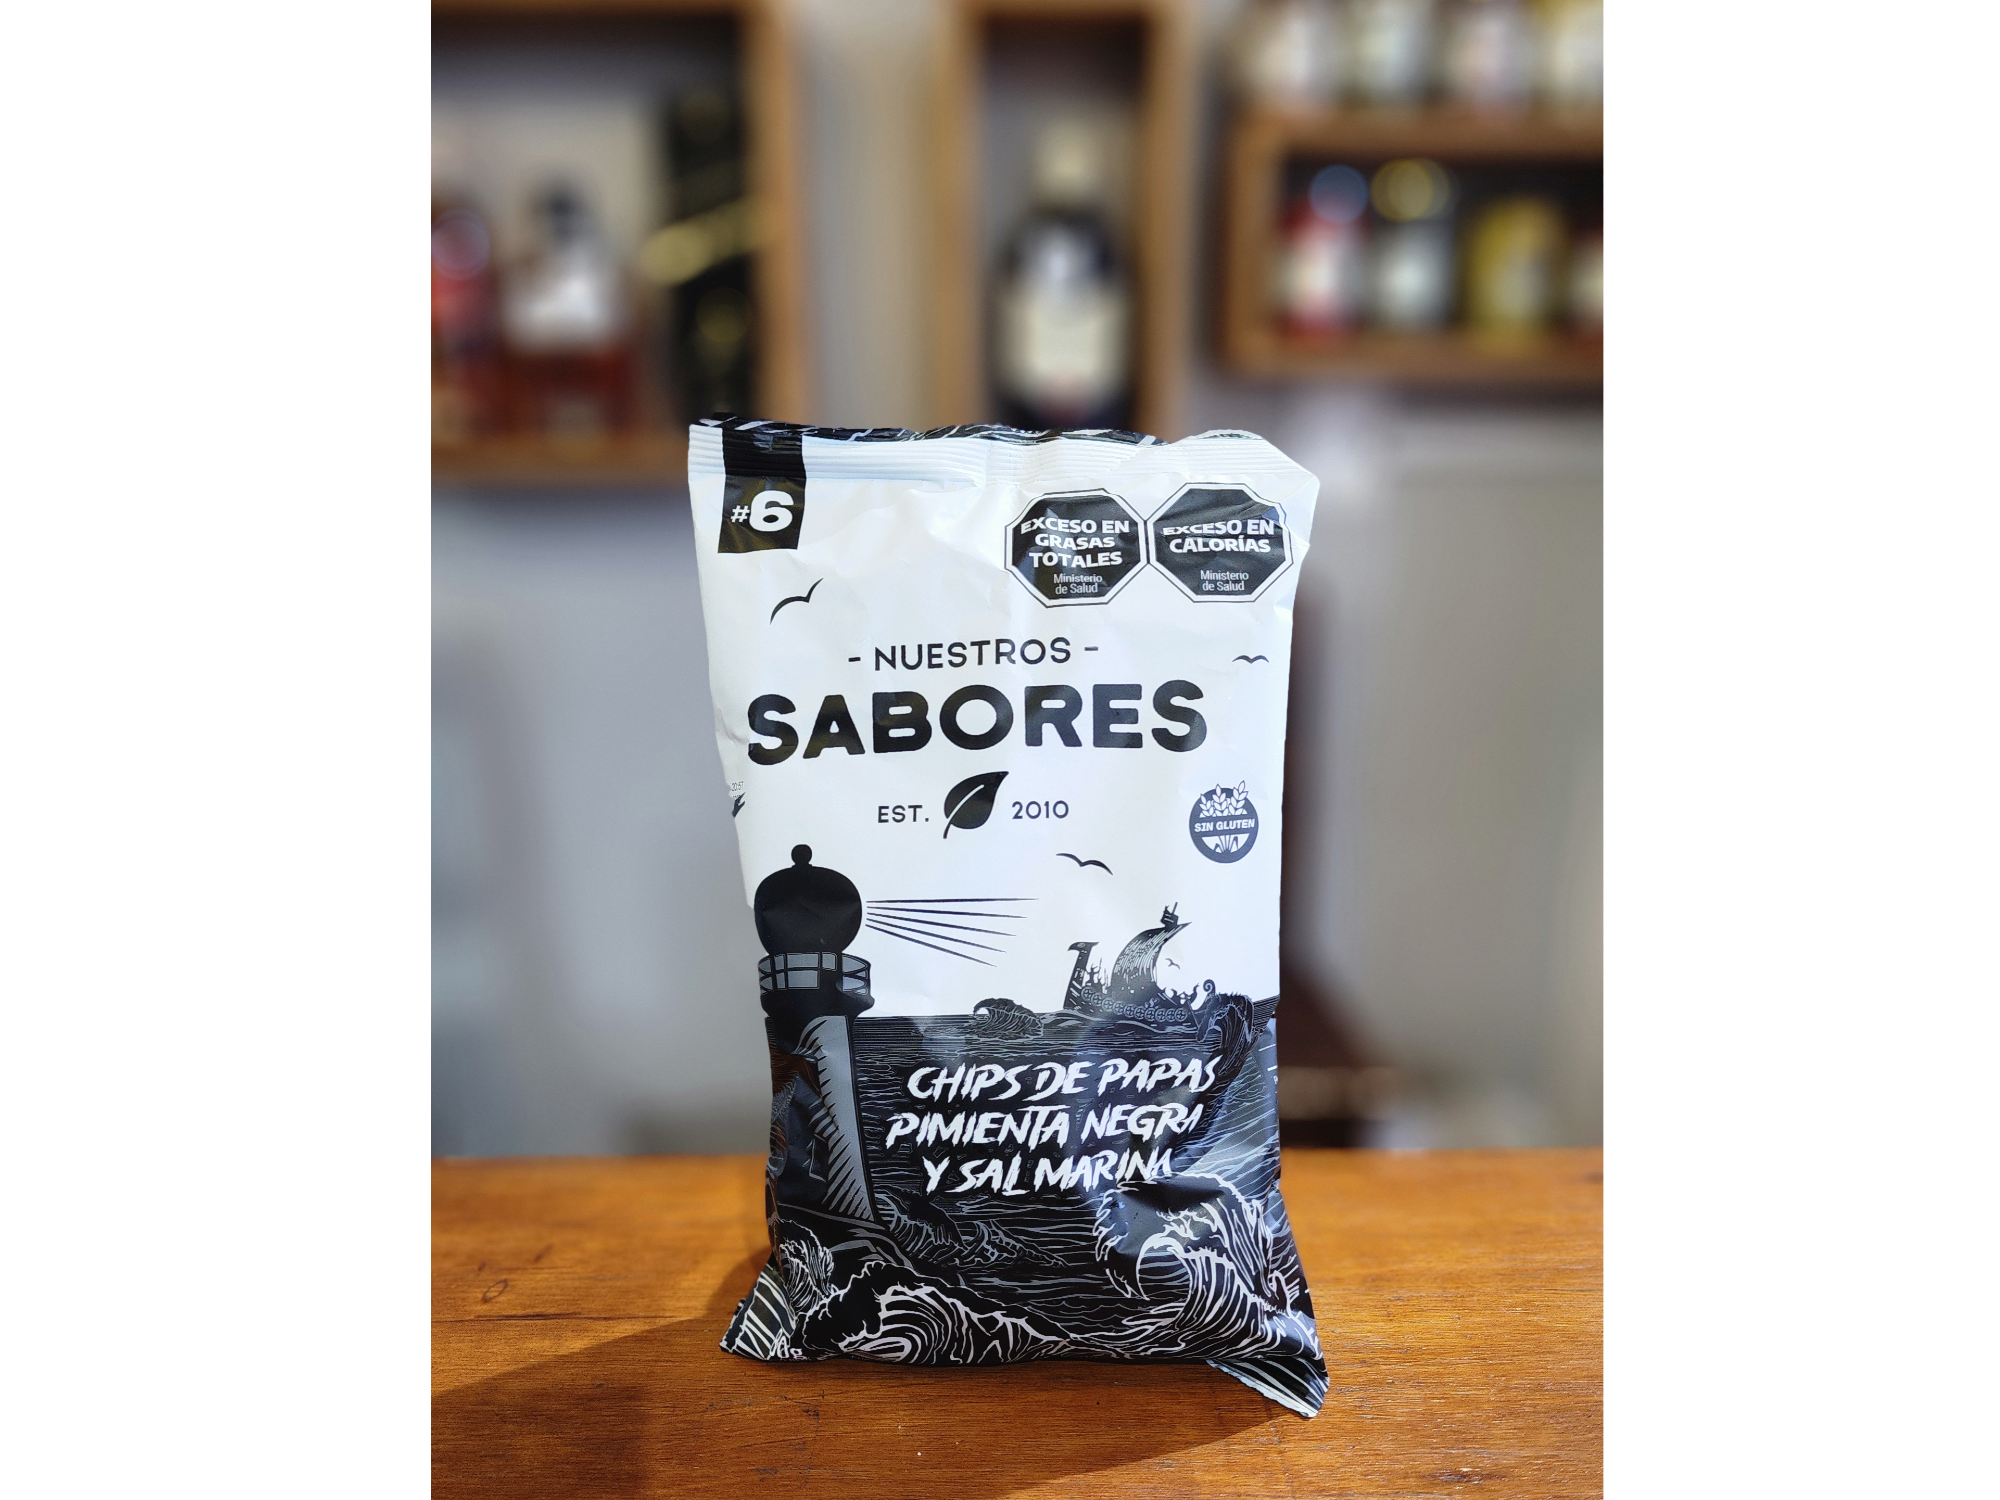 #6
EXCESO EN
GRASAS
TOTALES
Ministerio
de Salud
EXCESO EN
CALORÍAS
Ministerio
de Salud
- NUESTROS -
SABORES
EST. 2010
SIN GLUTEN
CHIPS DE PAPAS
PIMIENTA NEGRA
Y SAL MARINA